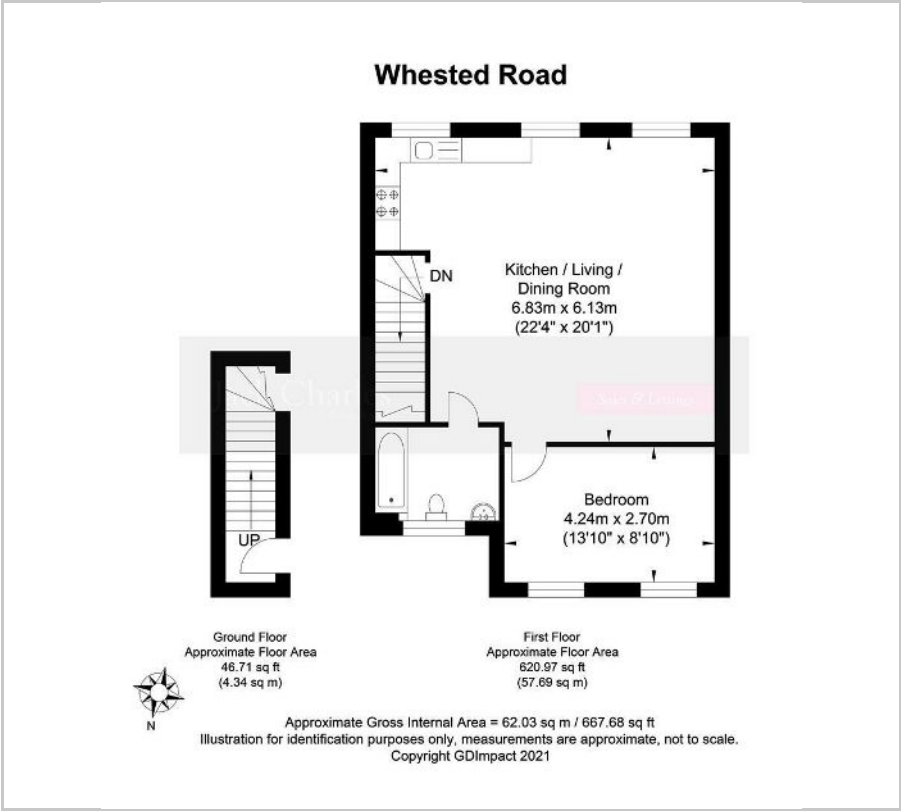 Whested Road
Kitchen / Living /
Dining Room
6.83m x 6.13m
(22'4" x 20'1")
DN
Charles
Sales & Lettings
Bedroom
4.24m x 2.70m
(13'10" x 8'10")
UP
Ground Floor
Approximate Floor Area
46.71 sq ft
(4.34 sq m)
First Floor
Approximate Floor Area
620.97 sq ft
(57.69 sq m)
N
Approximate Gross Internal Area = 62.03 sq m / 667.68 sq ft
Illustration for identification purposes only, measurements are approximate, not to scale.
Copyright GDImpact 2021